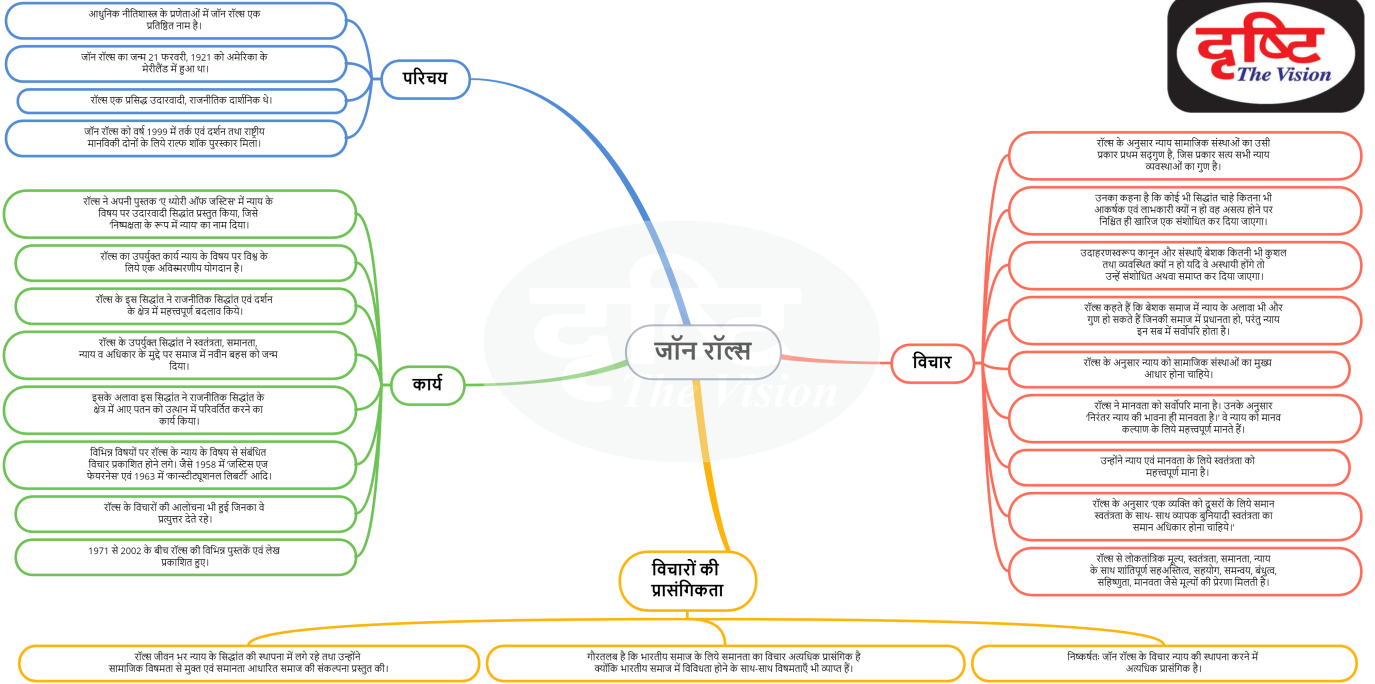 आधुनिक नीतिशास्त्र के प्रणेताओं में जॉन रॉल्स एक
प्रतिष्ठित नाम है।
जॉन रॉल्स का जन्म 21 फरवरी, 1921 को अमेरिका के
मेरीलैंड में हुआ था।
रॉल्स एक प्रसिद्ध उदारवादी, राजनीतिक दार्शनिक थे।
जॉन रॉल्स को वर्ष 1999 में तर्क एवं दर्शन तथा राष्ट्रीय
मानविकी दोनों के लिये राल्फ शॉक पुरस्कार मिला।
परिचय
दृष्टि
The Vision
रॉल्स ने अपनी पुस्तक 'ए थ्योरी ऑफ जस्टिस' में न्याय के
विषय पर उदारवादी सिद्धांत प्रस्तुत किया, जिसे
'निष्पक्षता के रूप में न्याय' का नाम दिया।
रॉल्स का उपर्युक्त कार्य न्याय के विषय पर विश्व के
लिये एक अविस्मरणीय योगदान है।
रॉल्स के इस सिद्धांत ने राजनीतिक सिद्धांत एवं दर्शन
के क्षेत्र में महत्त्वपूर्ण बदलाव किये।
रॉल्स के उपर्युक्त सिद्धांत ने स्वतंत्रता, समानता,
न्याय व अधिकार के मुद्दे पर समाज में नवीन बहस को जन्म
दिया।
इसके अलावा इस सिद्धांत ने राजनीतिक सिद्धांत के
क्षेत्र में आए पतन को उत्थान में परिवर्तित करने का
कार्य किया।
विभिन्न विषयों पर रॉल्स के न्याय के विषय से संबंधित
विचार प्रकाशित होने लगे। जैसे 1958 में 'जस्टिस एज
फेयरनेस' एवं 1963 में 'कान्स्टीट्यूशनल लिबर्टी' आदि।
रॉल्स के विचारों की आलोचना भी हुई जिनका वे
प्रत्युत्तर देते रहे।
1971 से 2002 के बीच रॉल्स की विभिन्न पुस्तकें एवं लेख
प्रकाशित हुए।
कार्य
दृष्टि
The Vision
जॉन रॉल्स
विचार
रॉल्स के अनुसार न्याय सामाजिक संस्थाओं का उसी
प्रकार प्रथम सद्गुण है, जिस प्रकार सत्य सभी न्याय
व्यवस्थाओं का गुण है।
उनका कहना है कि कोई भी सिद्धांत चाहे कितना भी
आकर्षक एवं लाभकारी क्यों न हो वह असत्य होने पर
निश्चित ही खारिज एक संशोधित कर दिया जाएगा।
उदाहरणस्वरूप कानून और संस्थाएँ बेशक कितनी भी कुशल
तथा व्यवस्थित क्यों न हो यदि वे अस्थायी होंगे तो
उन्हें संशोधित अथवा समाप्त कर दिया जाएगा।
रॉल्स कहते हैं कि बेशक समाज में न्याय के अलावा भी और
गुण हो सकते हैं जिनकी समाज में प्रधानता हो, परंतु न्याय
इन सब में सर्वोपरि होता है।
रॉल्स के अनुसार न्याय को सामाजिक संस्थाओं का मुख्य
आधार होना चाहिये।
रॉल्स ने मानवता को सर्वोपरि माना है। उनके अनुसार
'निरंतर न्याय की भावना ही मानवता है।' वे न्याय को मानव
कल्याण के लिये महत्त्वपूर्ण मानते हैं।
उन्होंने न्याय एवं मानवता के लिये स्वतंत्रता को
महत्त्वपूर्ण माना है।
रॉल्स के अनुसार 'एक व्यक्ति को दूसरों के लिये समान
स्वतंत्रता के साथ- साथ व्यापक बुनियादी स्वतंत्रता का
समान अधिकार होना चाहिये।'
रॉल्स से लोकतांत्रिक मूल्य, स्वतंत्रता, समानता, न्याय
के साथ शांतिपूर्ण सहअस्तित्व, सहयोग, समन्वय, बंधुत्व,
सहिष्णुता, मानवता जैसे मूल्यों की प्रेरणा मिलती है।
विचारों की
प्रासंगिकता
रॉल्स जीवन भर न्याय के सिद्धांत की स्थापना में लगे रहे तथा उन्होंने
सामाजिक विषमता से मुक्त एवं समानता आधारित समाज की संकल्पना प्रस्तुत की।
गौरतलब है कि भारतीय समाज के लिये समानता का विचार अत्यधिक प्रासंगिक है
क्योंकि भारतीय समाज में विविधता होने के साथ-साथ विषमताएँ भी व्याप्त हैं।
निष्कर्षतः जॉन रॉल्स के विचार न्याय की स्थापना करने में
अत्यधिक प्रासंगिक है।